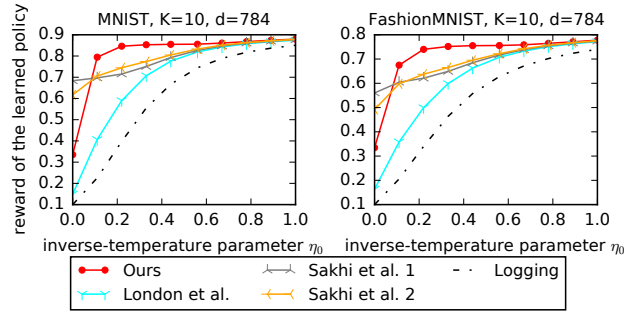 MNIST, K=10, d=784
reward of the learned policy
0.9
0.8
0.7
0.6
0.5
0.4
0.3
0.2
0.1
0.0 0.2 0.4 0.6 0.8 1.0
inverse-temperature parameter η0
FashionMNIST, K=10, d=784
0.8
0.7
0.6
0.5
0.4
0.3
0.2
0.1
0.0 0.2 0.4 0.6 0.8 1.0
inverse-temperature parameter η0
Ours Sakhi et al. 1 Logging
London et al. Sakhi et al. 2